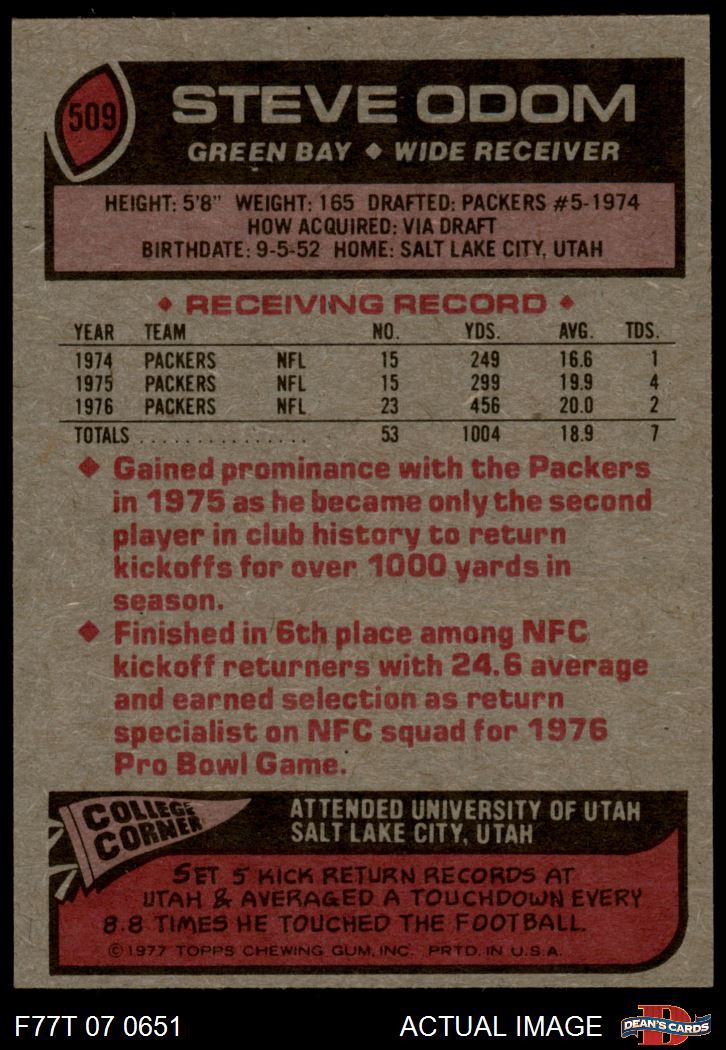 509
STEVE ODOM
GREEN BAY ◆ WIDE RECEIVER
HEIGHT: 5'8" WEIGHT: 165 DRAFTED: PACKERS #5-1974
HOW ACQUIRED: VIA DRAFT
BIRTHDATE: 9-5-52 HOME: SALT LAKE CITY, UTAH
◆ RECEIVING RECORD ◆
YEAR TEAM NO. YDS. AVG. TDS.
1974 PACKERS NFL 15 249 16.6 1
1975 PACKERS NFL 15 299 19.9 4
1976 PACKERS NFL 23 456 20.0 2
TOTALS . . . . . . . . . . . . . . . 53 1004 18.9 7
◆ Gained prominance with the Packers
in 1975 as he became only the second
player in club history to return
kickoffs for over 1000 yards in
season.
◆ Finished in 6th place among NFC
kickoff returners with 24.6 average
and earned selection as return
specialist on NFC squad for 1976
Pro Bowl Game.
COLLEGE
CORNER
ATTENDED UNIVERSITY OF UTAH
SALT LAKE CITY, UTAH
SET 5 KICK RETURN RECORDS AT
UTAH & AVERAGED A TOUCHDOWN EVERY
8.8 TIMES HE TOUCHED THE FOOTBALL.
©1977 TOPPS CHEWING GUM, INC. PRTD. IN U.S.A.
F77T 07 0651
ACTUAL IMAGE
D
DEAN'S CARDS